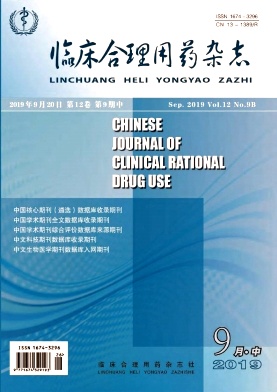 ISSN 1674-3296
CN 13-1389/R
临床合理用药杂志
LINCHUANG HELI YONGYAO ZAZHI
2019年9月20日 第12卷 第9期中
Sep. 2019 Vol.12 No.9B
CHINESE
JOURNAL OF
CLINICAL RATIONAL
DRUG USE
中国核心期刊(遴选)数据库收录期刊
中国学术期刊全文数据库收录期刊
中国学术期刊综合评价数据库来源期刊
中文科技期刊数据库收录期刊
中文生物医学期刊数据库入网期刊
ISSN 1674-3296
9月·中
2019
临床合理用药杂志社
LINCHUANG HELI YONGYAO ZAZHISHE